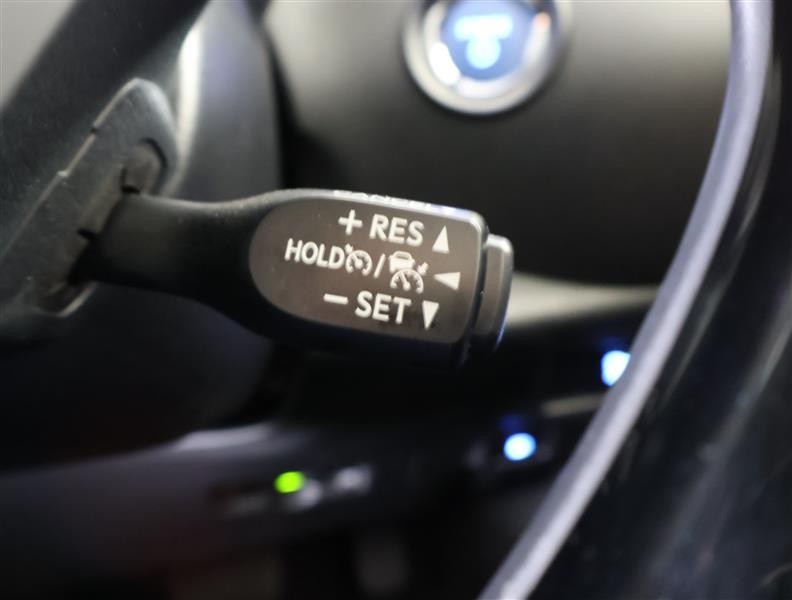 + RES ▲
HOLD / ◀
− SET ▼